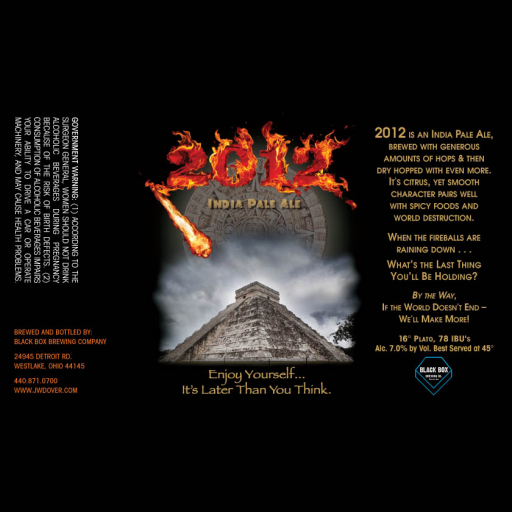 GOVERNMENT WARNING: (1) ACCORDING TO THE
SURGEON GENERAL, WOMEN SHOULD NOT DRINK
ALCOHOLIC BEVERAGES DURING PREGNANCY
BECAUSE OF THE RISK OF BIRTH DEFECTS. (2)
CONSUMPTION OF ALCOHOLIC BEVERAGES IMPAIRS
YOUR ABILITY TO DRIVE A CAR OR OPERATE
MACHINERY, AND MAY CAUSE HEALTH PROBLEMS.
BREWED AND BOTTLED BY:
BLACK BOX BREWING COMPANY
24945 DETROIT RD.
WESTLAKE, OHIO 44145
440.871.0700
WWW.JWDOVER.COM
2012
INDIA PALE ALE
Enjoy Yourself...
It's Later Than You Think.
2012 IS AN INDIA PALE ALE,
BREWED WITH GENEROUS
AMOUNTS OF HOPS & THEN
DRY HOPPED WITH EVEN MORE.
IT'S CITRUS, YET SMOOTH
CHARACTER PAIRS WELL
WITH SPICY FOODS AND
WORLD DESTRUCTION.
WHEN THE FIREBALLS ARE
RAINING DOWN . . .
WHAT'S THE LAST THING
YOU'LL BE HOLDING?
BY THE WAY,
IF THE WORLD DOESN'T END –
WE'LL MAKE MORE!
16° PLATO, 78 IBU's
Alc. 7.0% by Vol. Best Served at 45°
BLACK BOX